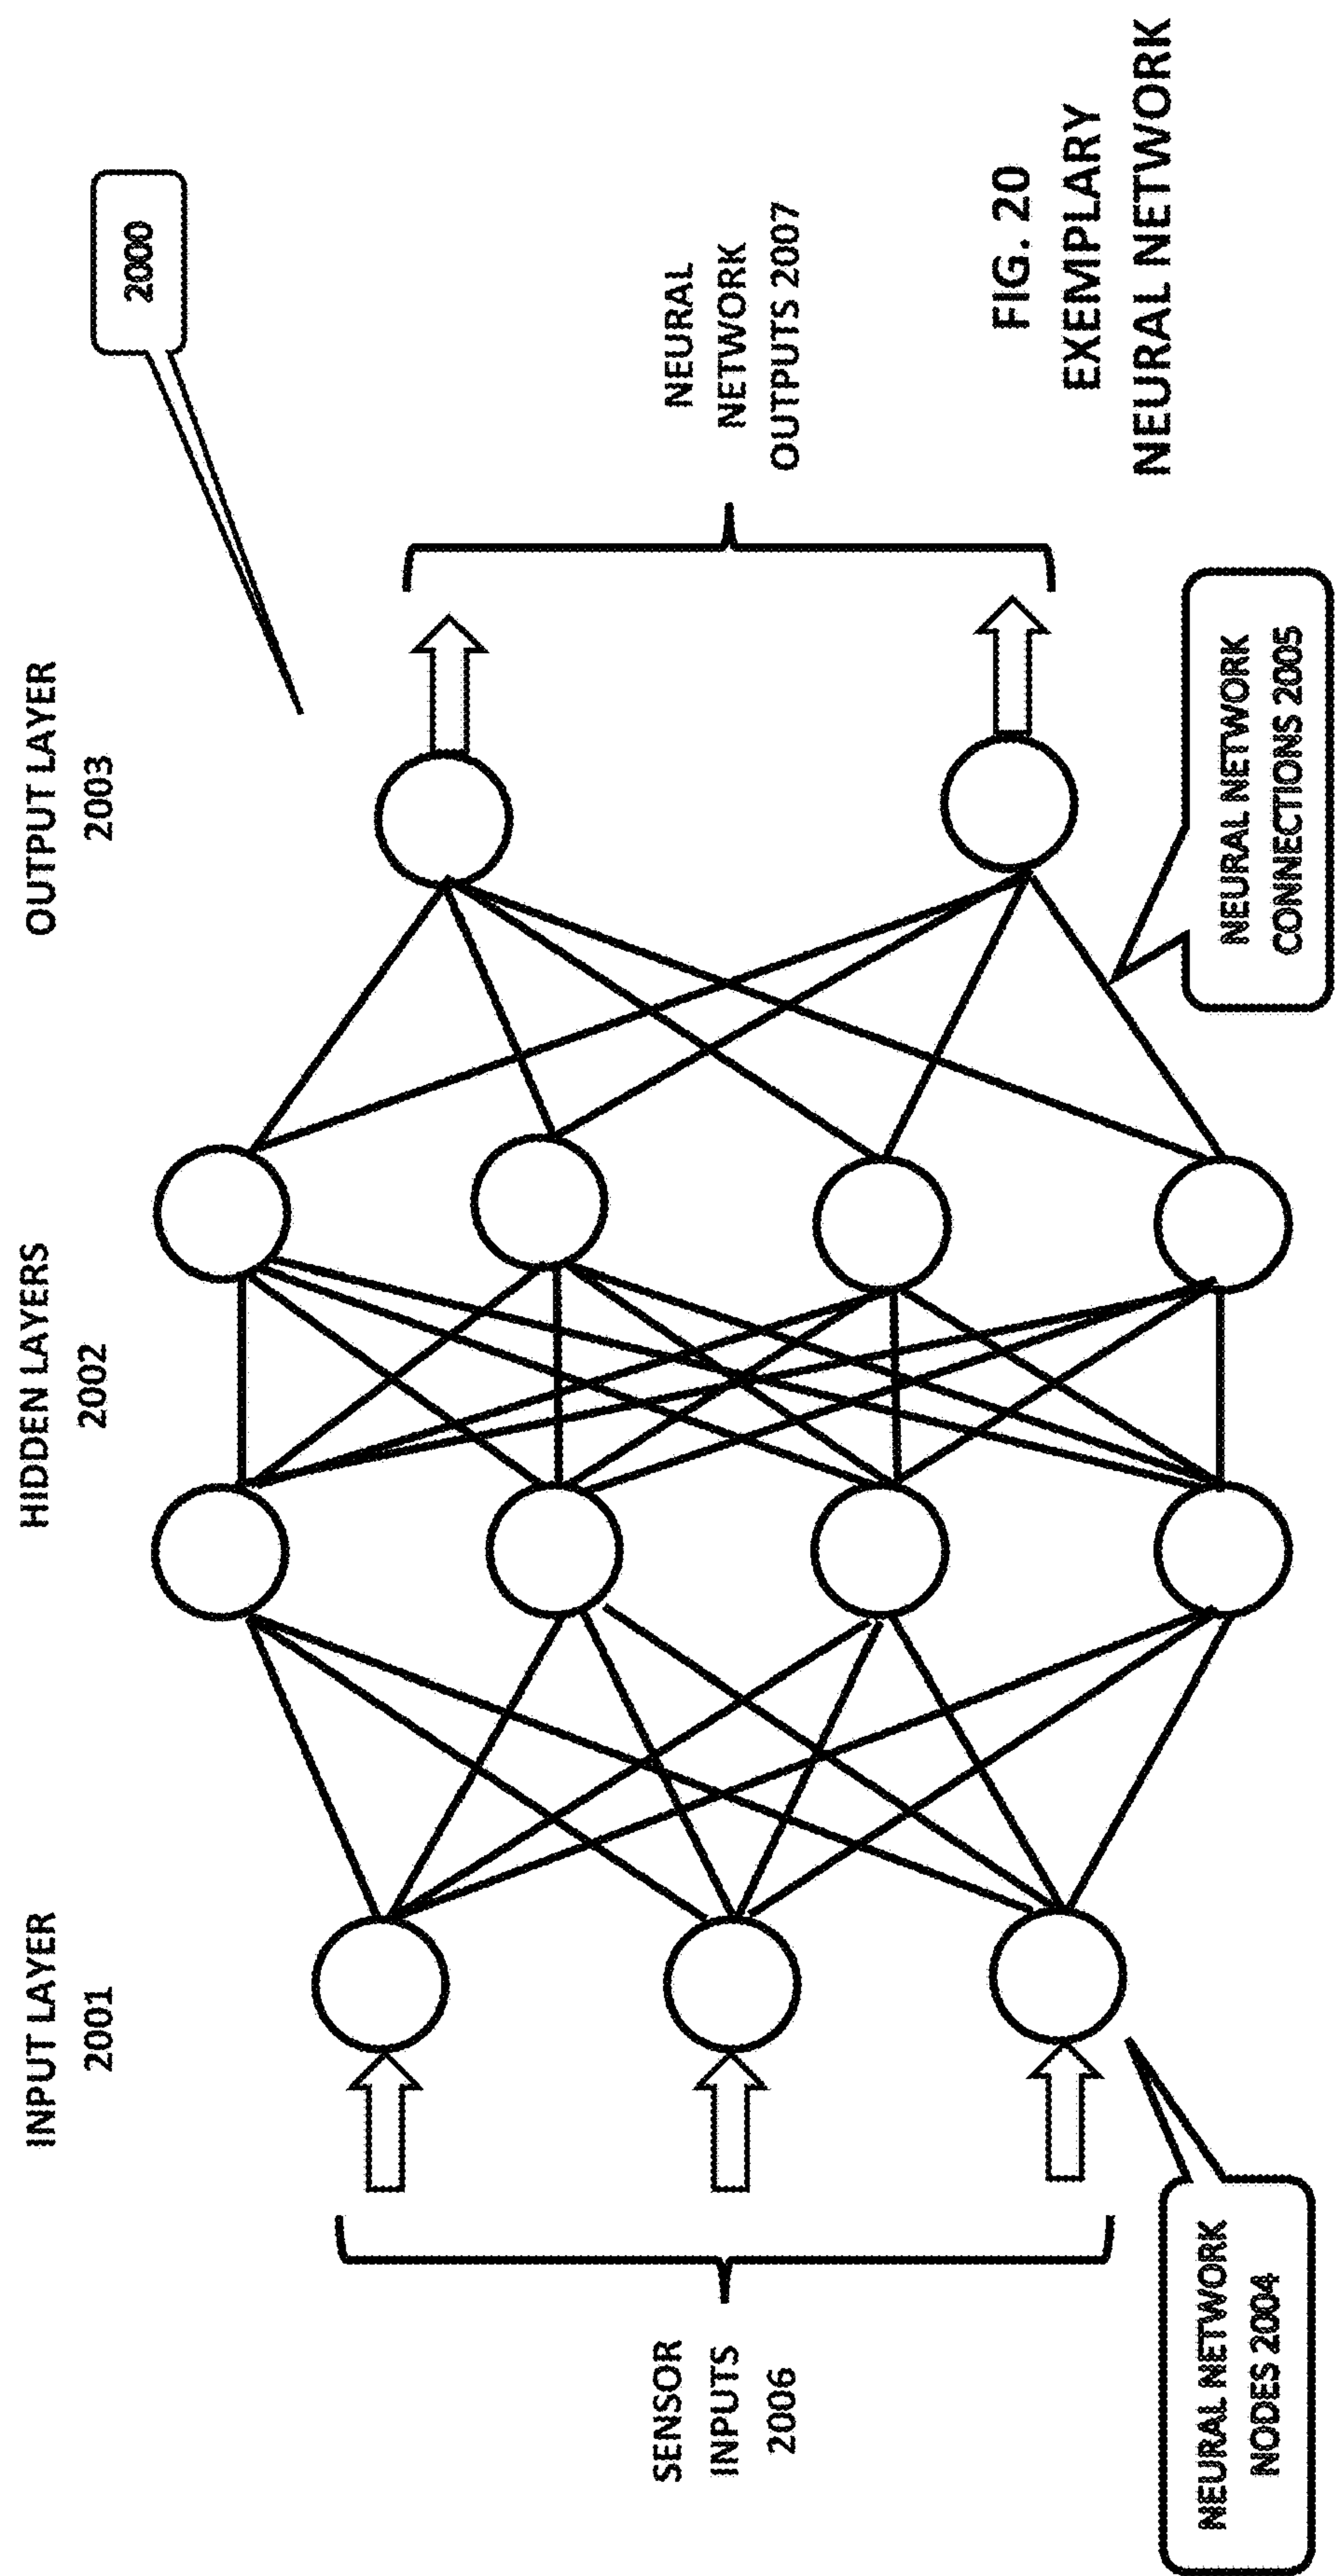 INPUT LAYER
2001
HIDDEN LAYERS
2002
OUTPUT LAYER
2003
2000
SENSOR
INPUTS
2006
NEURAL
NETWORK
OUTPUTS 2007
NEURAL NETWORK
NODES 2004
NEURAL NETWORK
CONNECTIONS 2005
FIG. 20
EXEMPLARY
NEURAL NETWORK